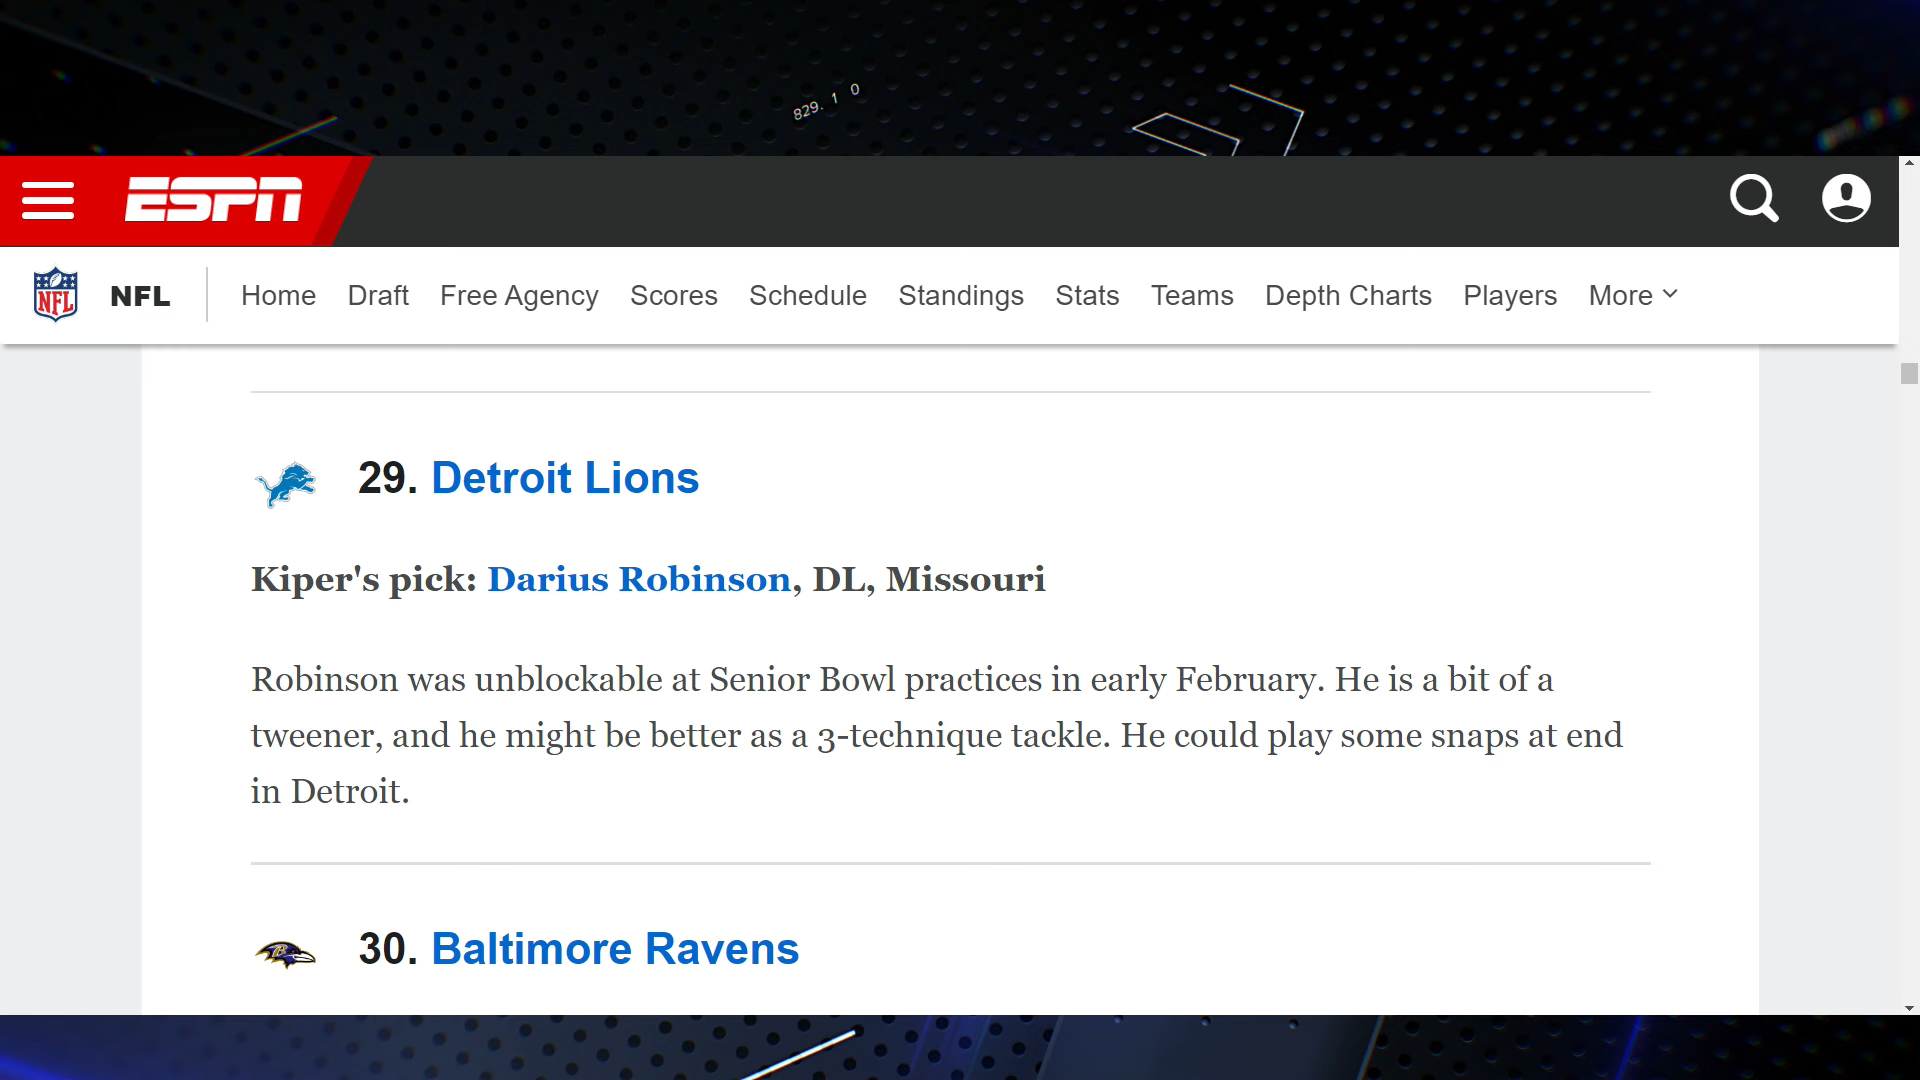 829. 1 0
ESPN
NFL
NFL
Home Draft Free Agency Scores Schedule Standings Stats Teams Depth Charts Players More
29. Detroit Lions
Kiper's pick: Darius Robinson, DL, Missouri
Robinson was unblockable at Senior Bowl practices in early February. He is a bit of a
tweener, and he might be better as a 3-technique tackle. He could play some snaps at end
in Detroit.
30. Baltimore Ravens